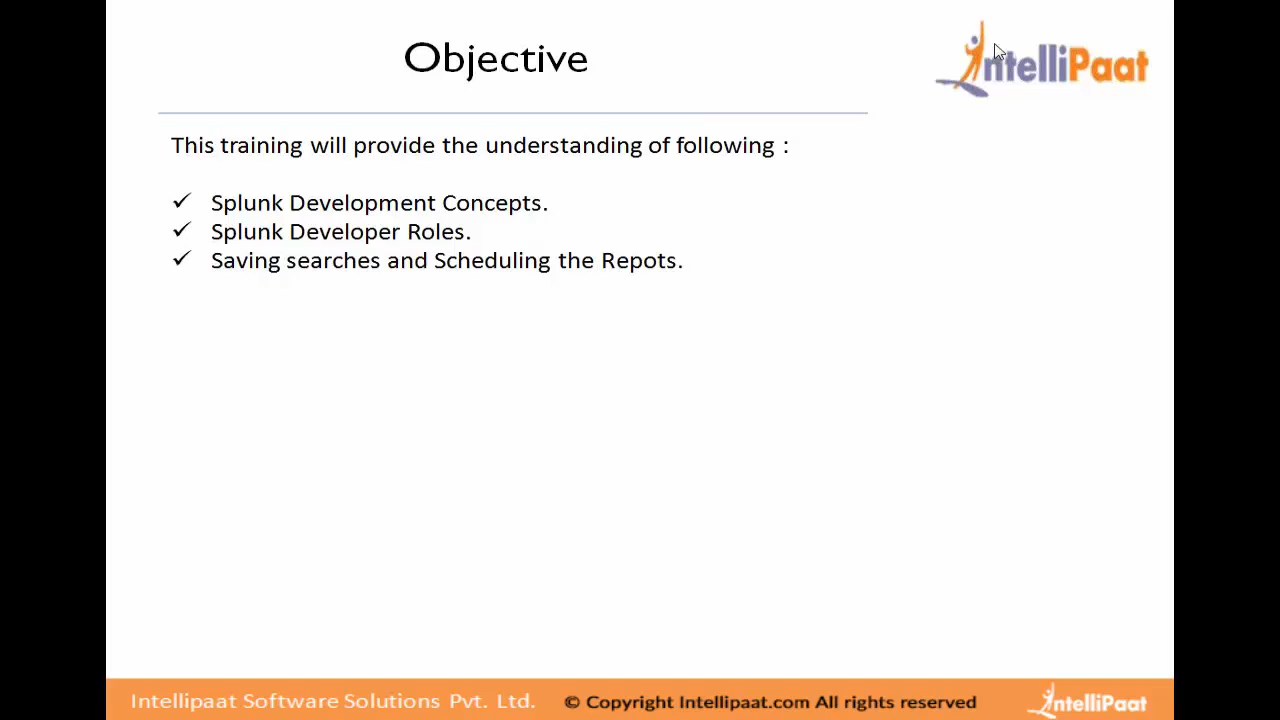 Objective
IntelliPaat
This training will provide the understanding of following :
✓ Splunk Development Concepts.
✓ Splunk Developer Roles.
✓ Saving searches and Scheduling the Repots.
Intellipaat Software Solutions Pvt. Ltd.
© Copyright Intellipaat.com All rights reserved
IntelliPaat